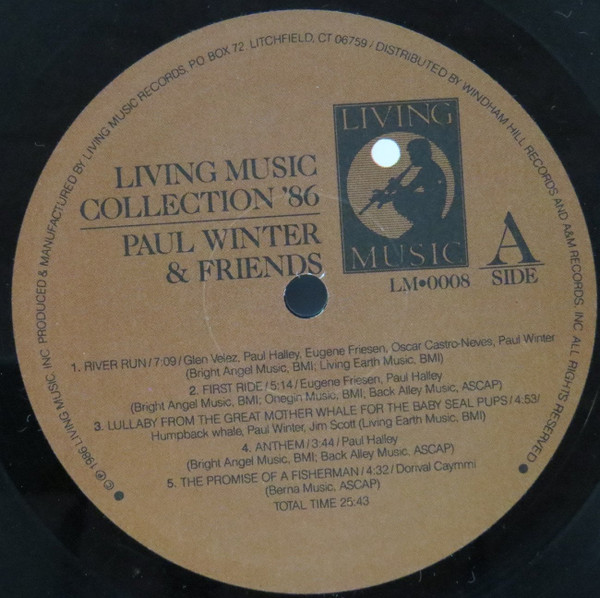 © ℗ 1986 LIVING MUSIC, INC. PRODUCED & MANUFACTURED BY LIVING MUSIC RECORDS. P.O. BOX 72, LITCHFIELD, CT 06759 / DISTRIBUTED BY WINDHAM HILL RECORDS AND A&M RECORDS, INC. ALL RIGHTS RESERVED
LIVING MUSIC
COLLECTION '86
PAUL WINTER
& FRIENDS
LIVING
MUSIC
LM•0008
A
SIDE
1. RIVER RUN / 7:09 / Glen Velez, Paul Halley, Eugene Friesen, Oscar Castro-Neves, Paul Winter
(Bright Angel Music, BMI; Living Earth Music, BMI)
2. FIRST RIDE / 5:14 / Eugene Friesen, Paul Halley
(Bright Angel Music, BMI; Onegin Music, BMI; Back Alley Music, ASCAP)
3. LULLABY FROM THE GREAT MOTHER WHALE FOR THE BABY SEAL PUPS / 4:53 /
Humpback whale, Paul Winter, Jim Scott (Living Earth Music, BMI)
4. ANTHEM / 3:44 / Paul Halley
(Bright Angel Music, BMI; Back Alley Music, ASCAP)
5. THE PROMISE OF A FISHERMAN / 4:32 / Dorival Caymmi
(Berna Music, ASCAP)
TOTAL TIME 25:43